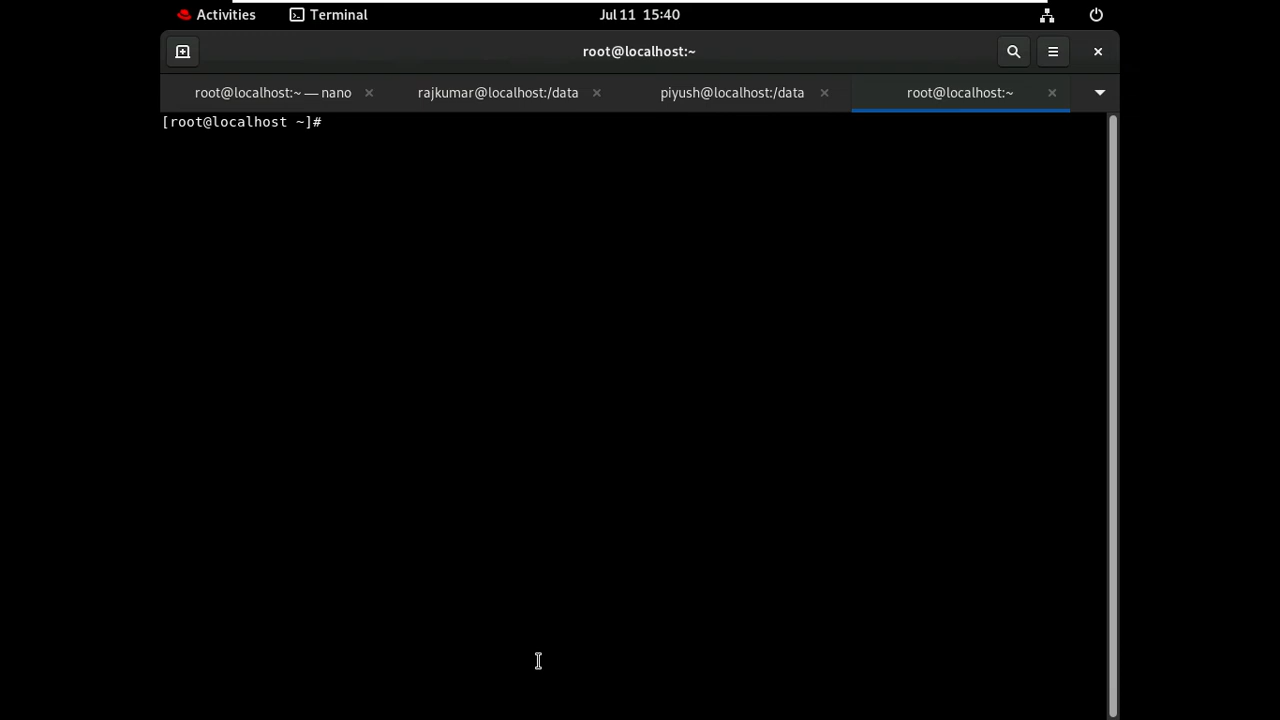 Activities Terminal Jul 11 15:40
root@localhost:~
root@localhost:~ — nano rajkumar@localhost:/data piyush@localhost:/data root@localhost:~
[root@localhost ~]#